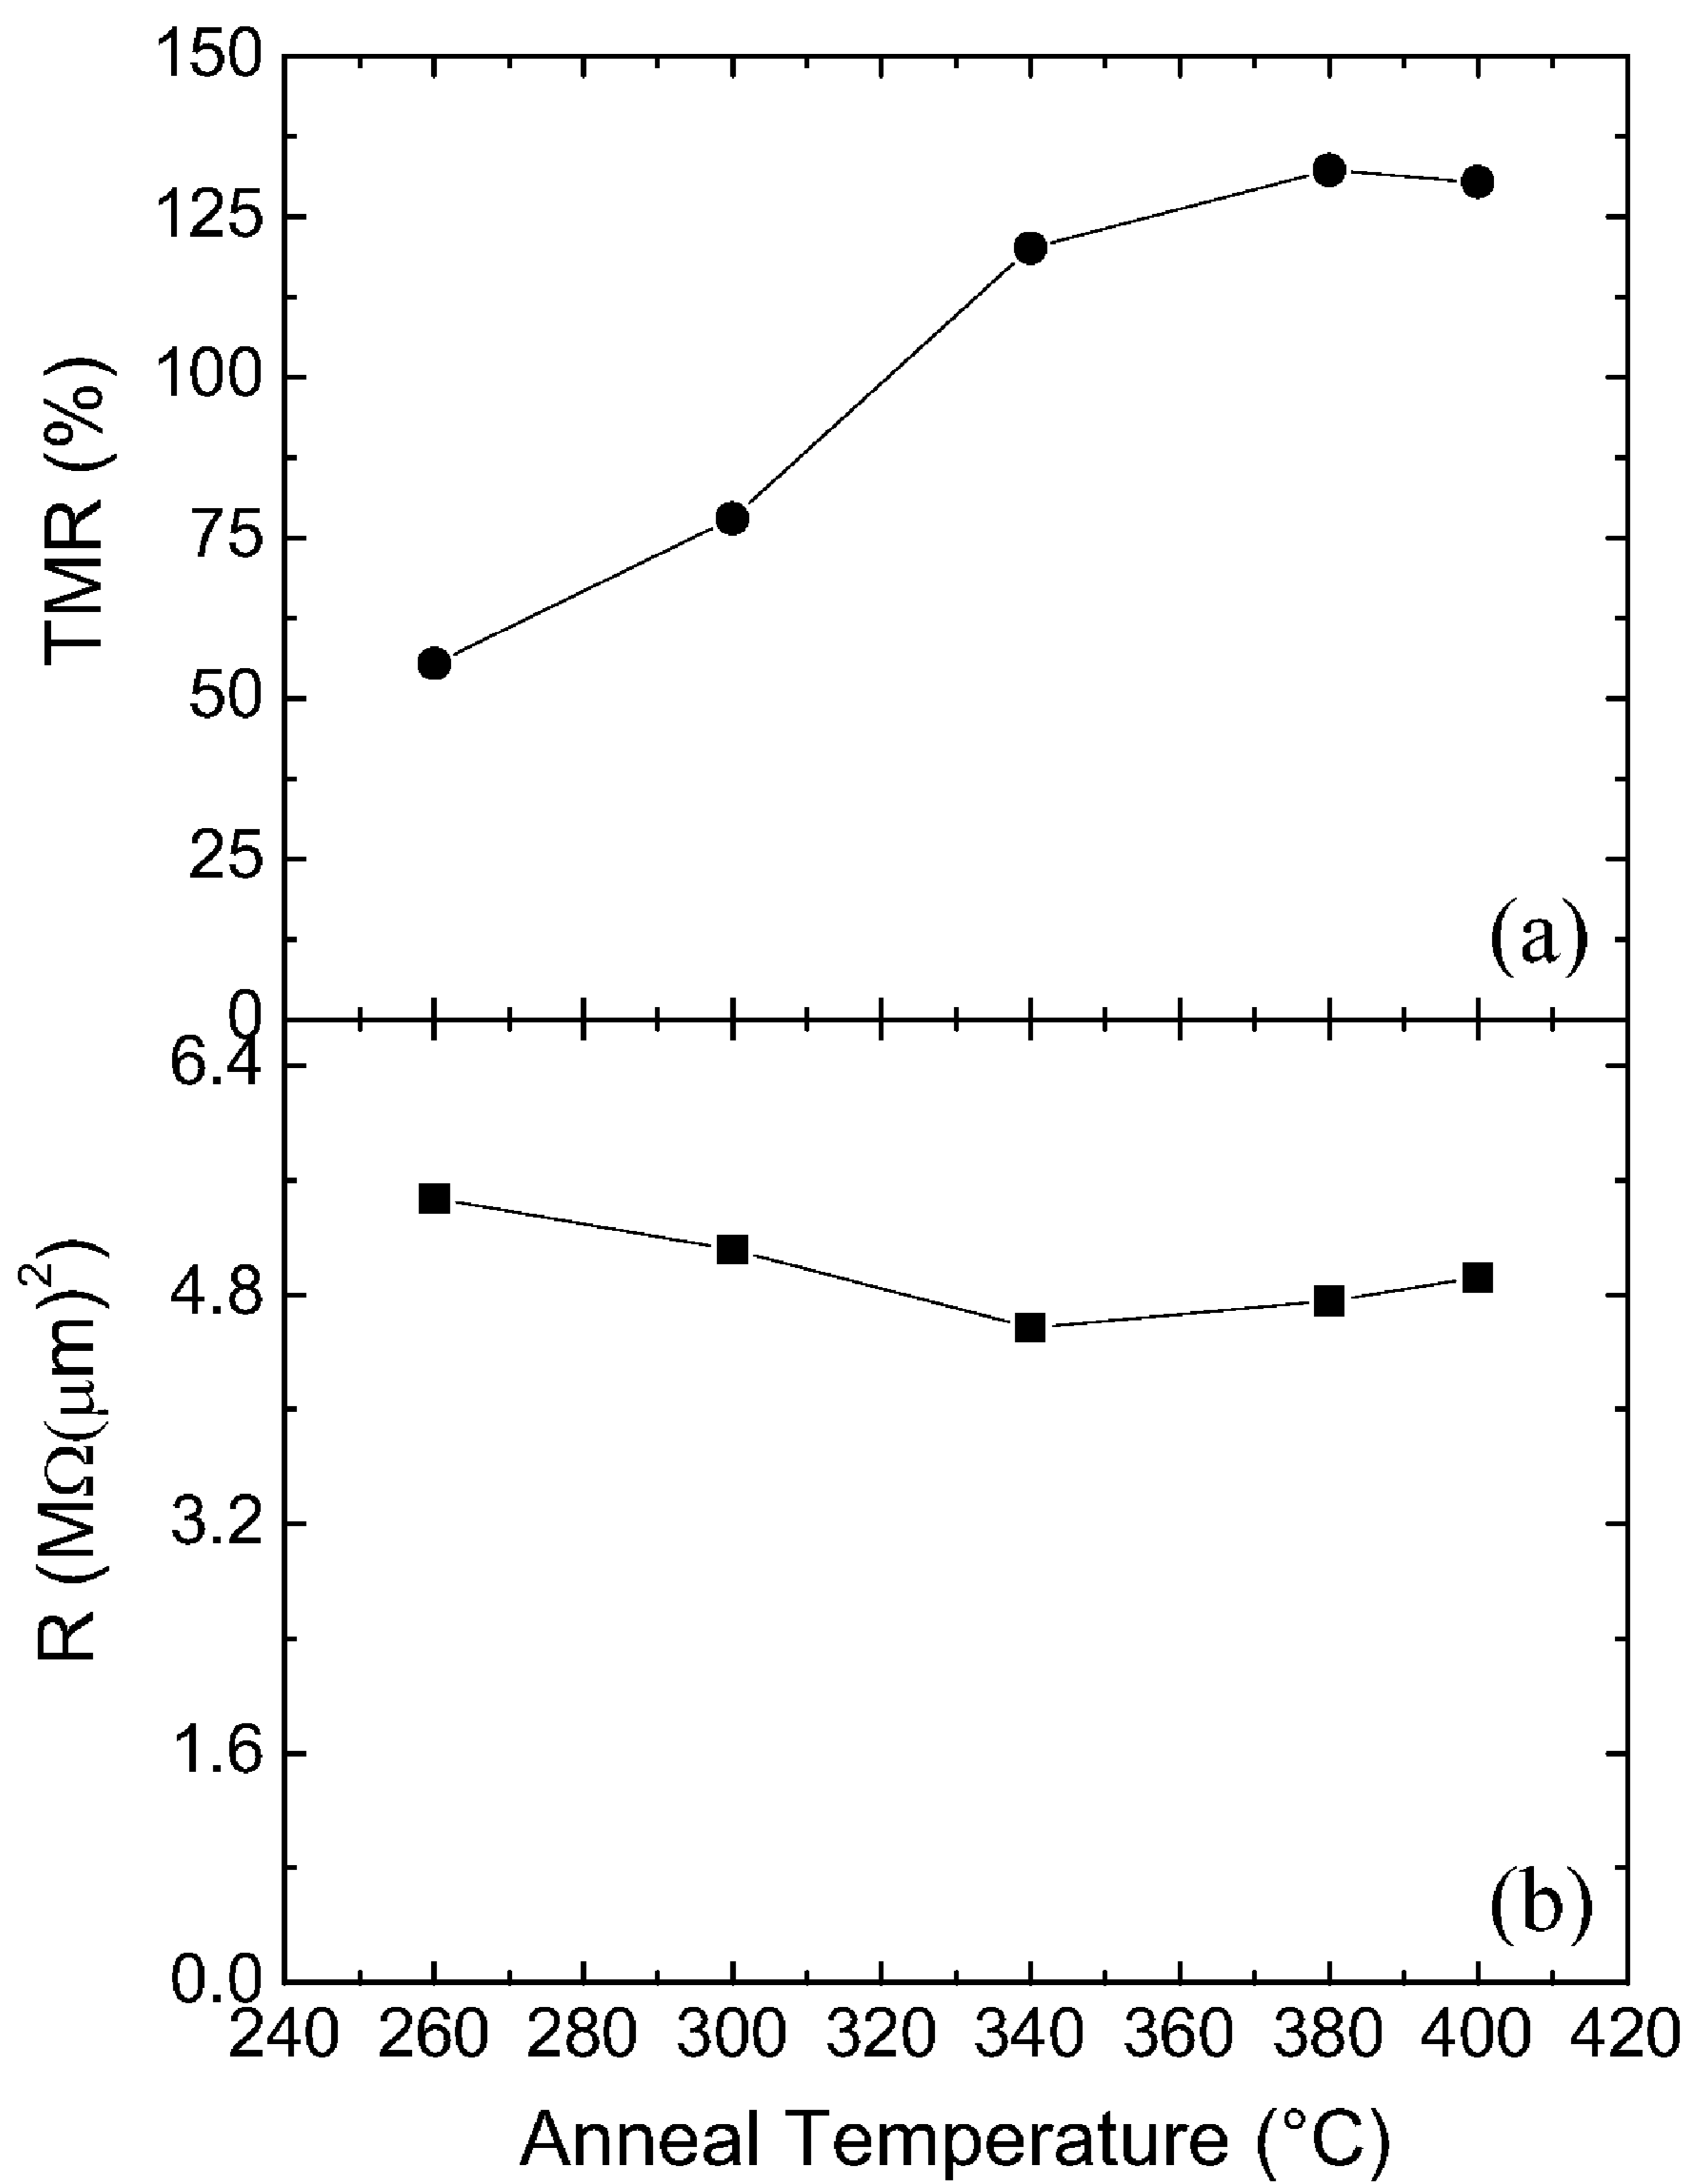 150
125
100
75
50
25
0
TMR (%)
(a)
6.4
4.8
3.2
1.6
0.0
R (MΩ(μm)²)
(b)
240 260 280 300 320 340 360 380 400 420
Anneal Temperature (°C)